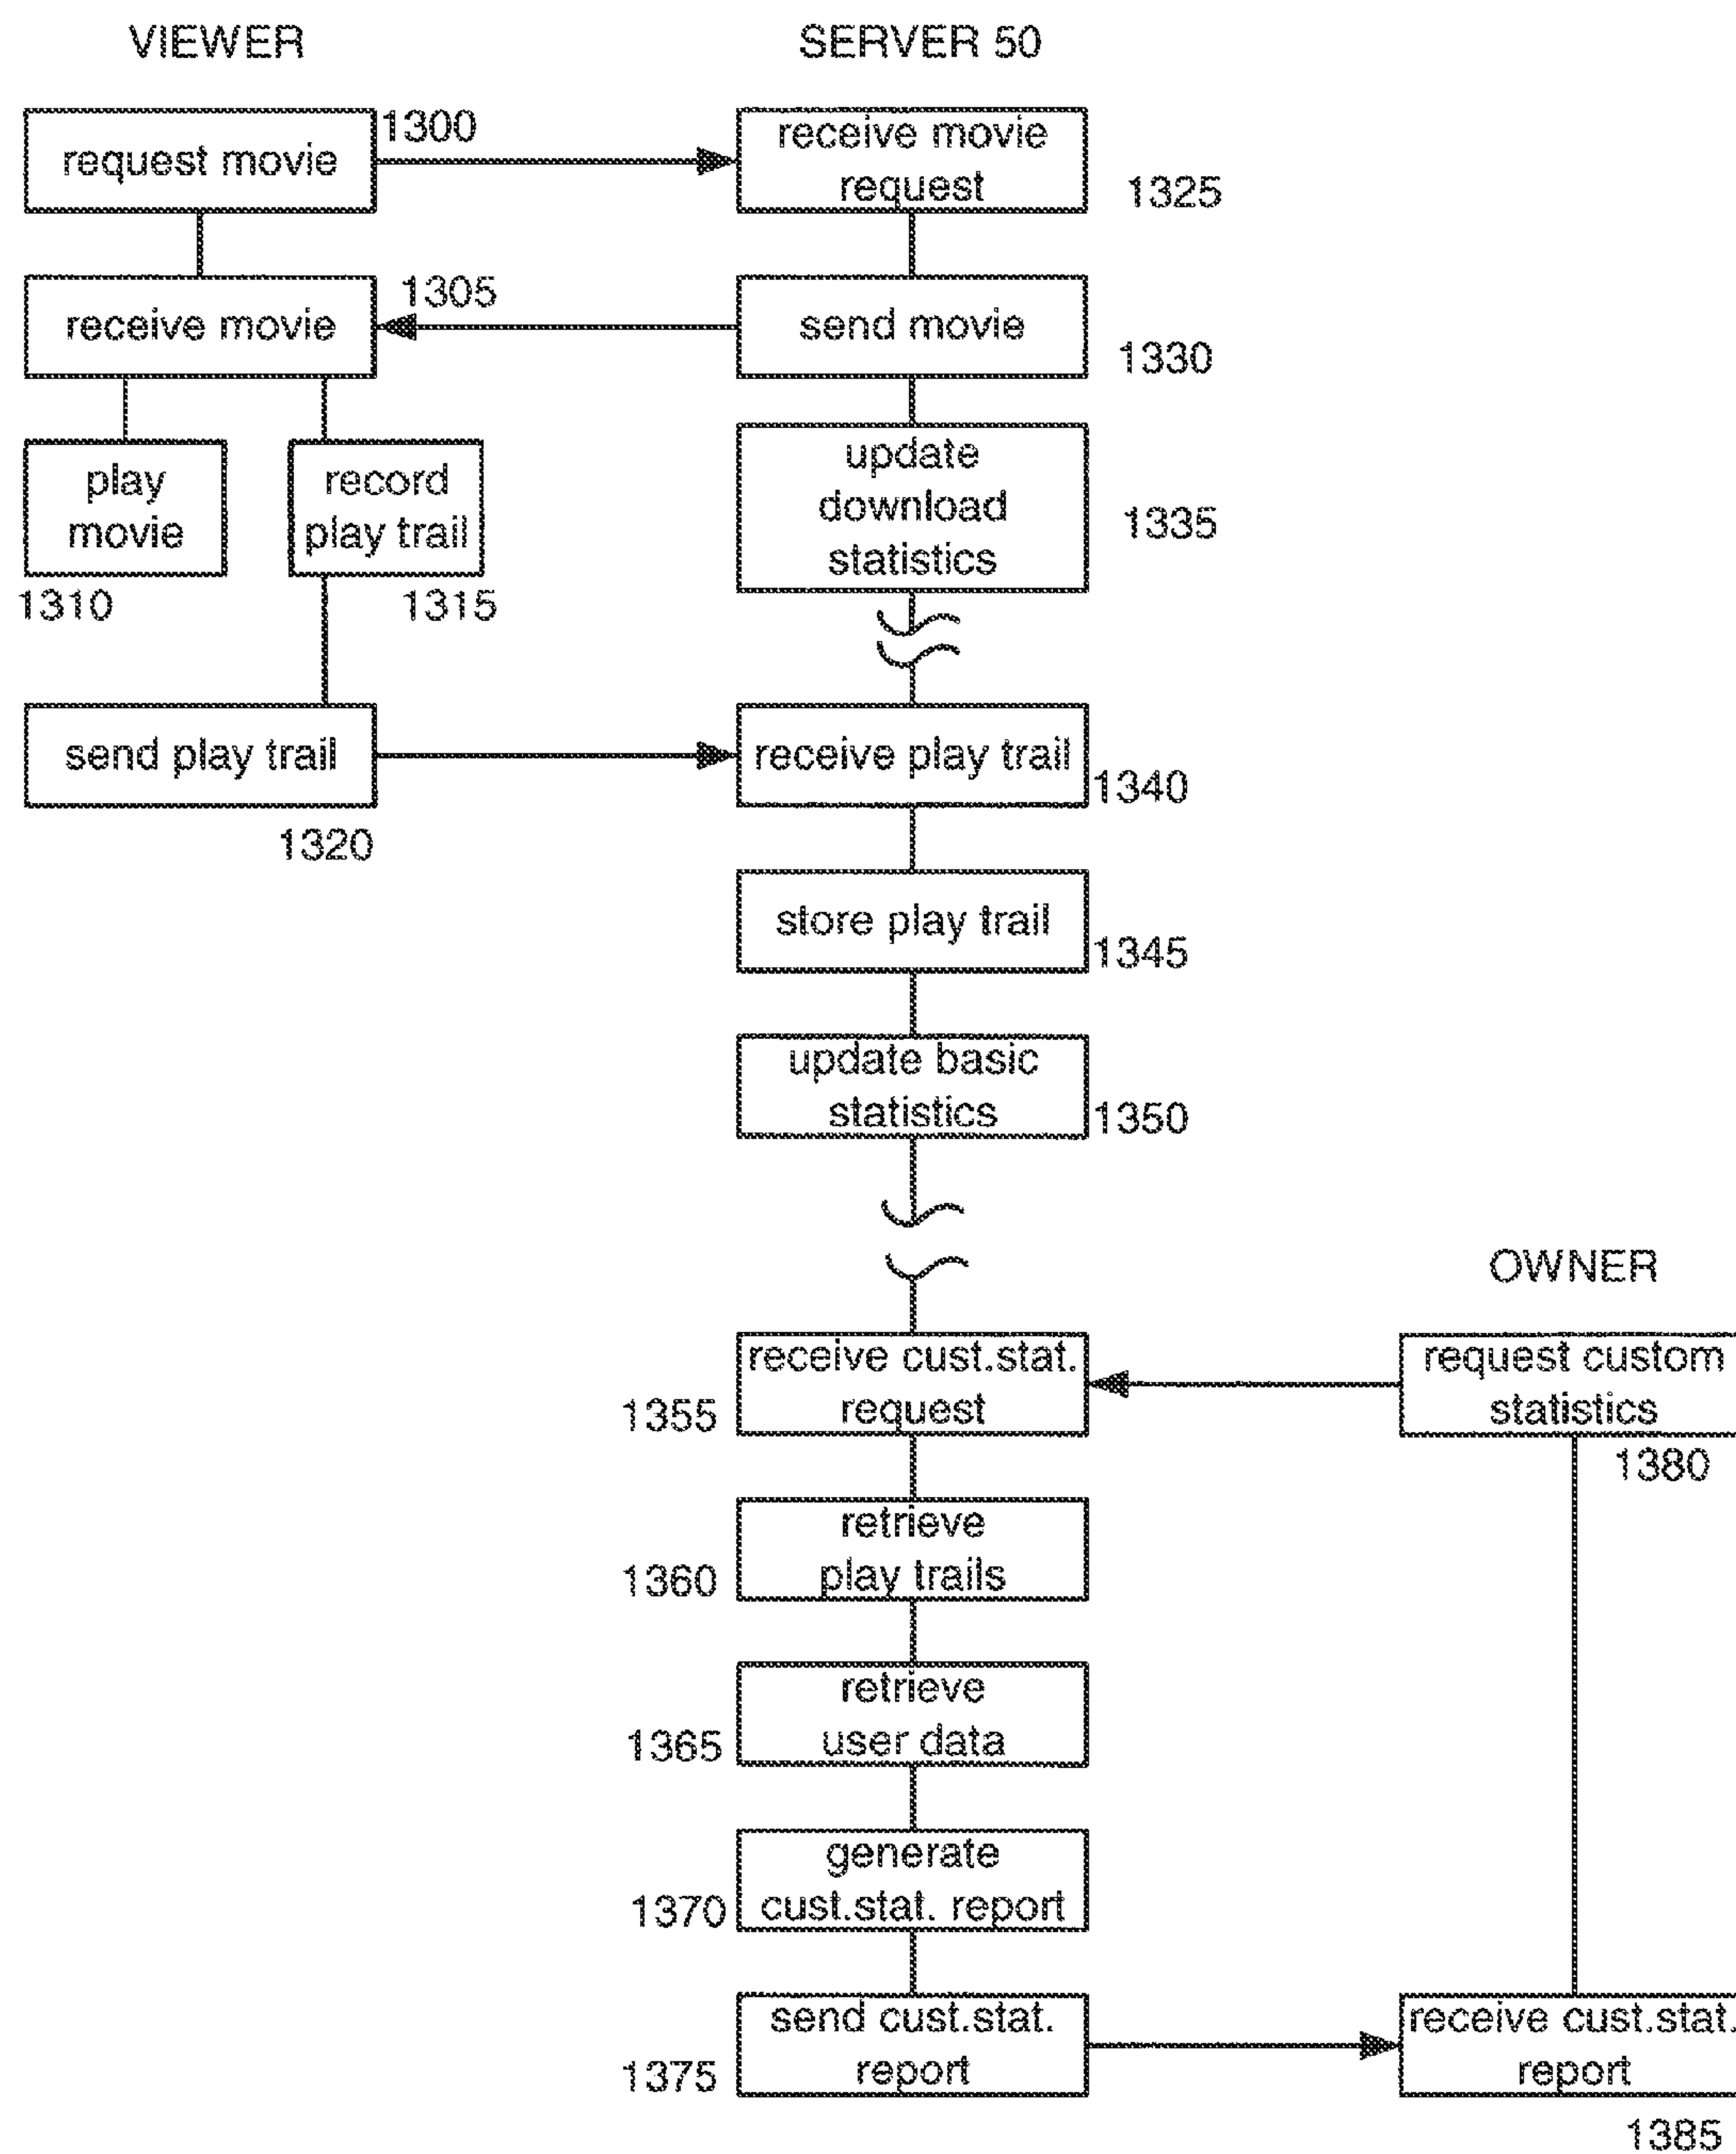 VIEWER
SERVER 50
request movie
1300
receive movie
request
1325
receive movie
1305
send movie
1330
play
movie
1310
record
play trail
1315
update
download
statistics
1335
send play trail
1320
receive play trail
1340
store play trail
1345
update basic
statistics
1350
OWNER
receive cust.stat.
request
1355
request custom
statistics
1380
retrieve
play trails
1360
retrieve
user data
1365
generate
cust.stat. report
1370
send cust.stat.
report
1375
receive cust.stat.
report
1385